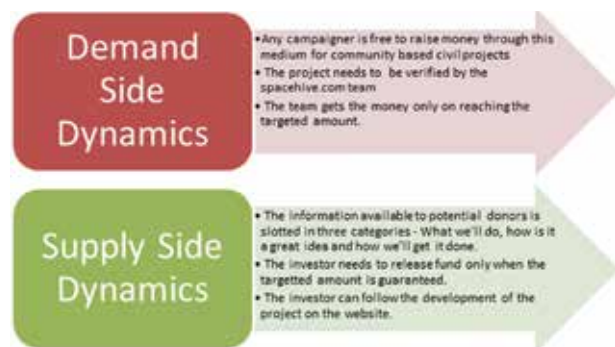 Demand
Side
Dynamics
•Any campaigner is free to raise money through this
medium for community based civil projects
• The project needs to be verified by the
spacehive.com team
• The team gets the money only on reaching the
targeted amount.
Supply Side
Dynamics
• The information available to potential donors is
slotted in three categories - What we'll do, how is it
a great idea and how we'll get it done.
• The investor needs to release fund only when the
targetted amount is guaranteed.
• The investor can follow the development of the
project on the website.